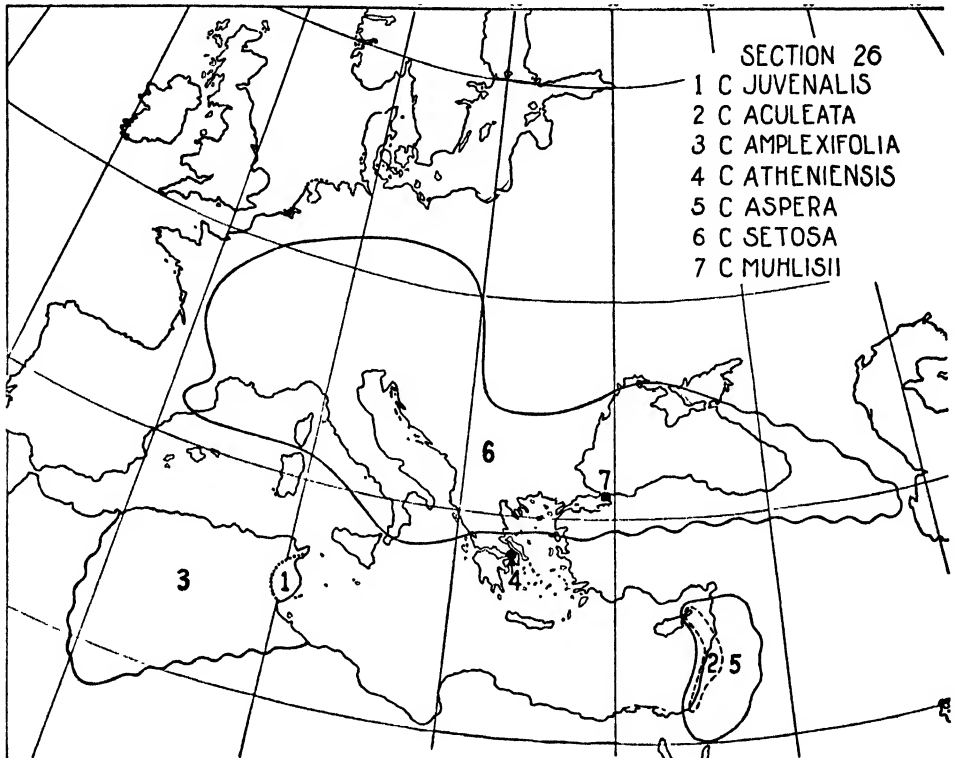 SECTION 26
1 C JUVENALIS
2 C ACULEATA
3 C AMPLEXIFOLIA
4 C ATHENIENSIS
5 C ASPERA
6 C SETOSA
7 C MUHLISII
6
7
3
1
4
2
5